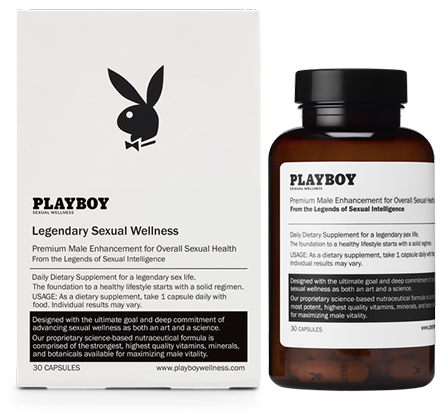 PLAYBOY
SEXUAL WELLNESS
Legendary Sexual Wellness
Premium Male Enhancement for Overall Sexual Health
From the Legends of Sexual Intelligence
Daily Dietary Supplement for a legendary sex life.
The foundation to a healthy lifestyle starts with a solid regimen.
USAGE: As a dietary supplement, take 1 capsule daily with
food. Individual results may vary.
Designed with the ultimate goal and deep commitment of
advancing sexual wellness as both an art and a science.
Our proprietary science-based nutraceutical formula is
comprised of the strongest, highest quality vitamins, minerals,
and botanicals available for maximizing male vitality.
30 CAPSULES www.playboywellness.com
PLAYBOY
SEXUAL WELLNESS
Premium Male Enhancement for Overall Sexual Health
From the Legends of Sexual Intelligence
Daily Dietary Supplement for a legendary sex life.
The foundation to a healthy lifestyle starts with a solid
USAGE: As a dietary supplement, take 1 capsule
Individual results may vary.
Designed with the ultimate goal and deep
sexual wellness as both an art and a science.
Our proprietary science-based nutraceutical formula is
most potent, highest quality vitamins, minerals,
for maximizing male vitality.
30 CAPSULES